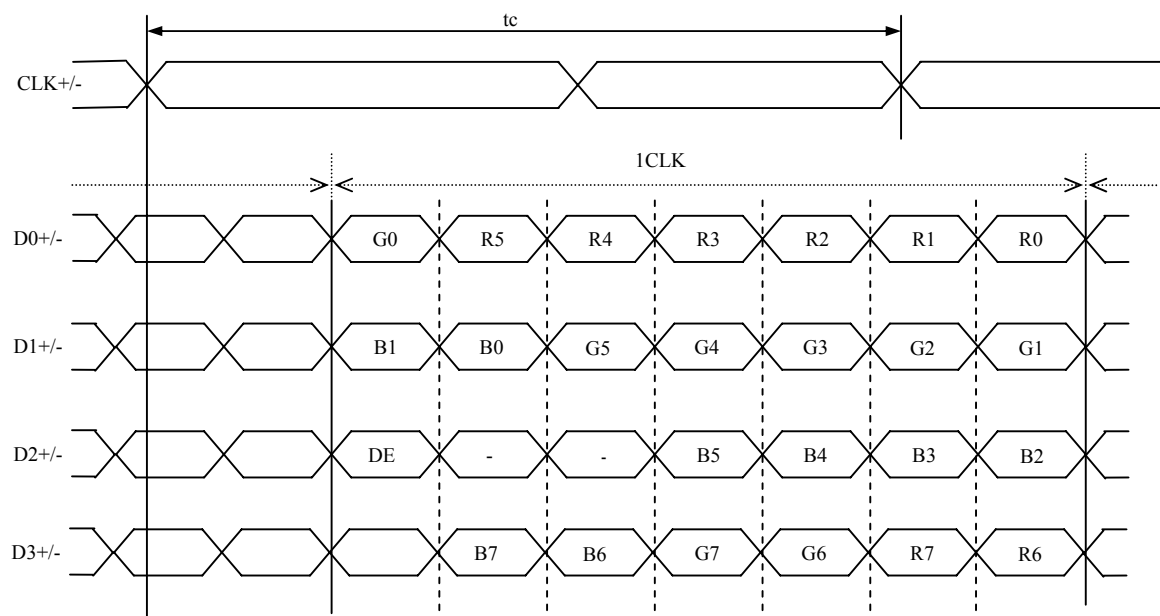 tc
CLK+/-
1CLK
D0+/- G0 R5 R4 R3 R2 R1 R0
D1+/- B1 B0 G5 G4 G3 G2 G1
D2+/- DE - - B5 B4 B3 B2
D3+/- B7 B6 G7 G6 R7 R6